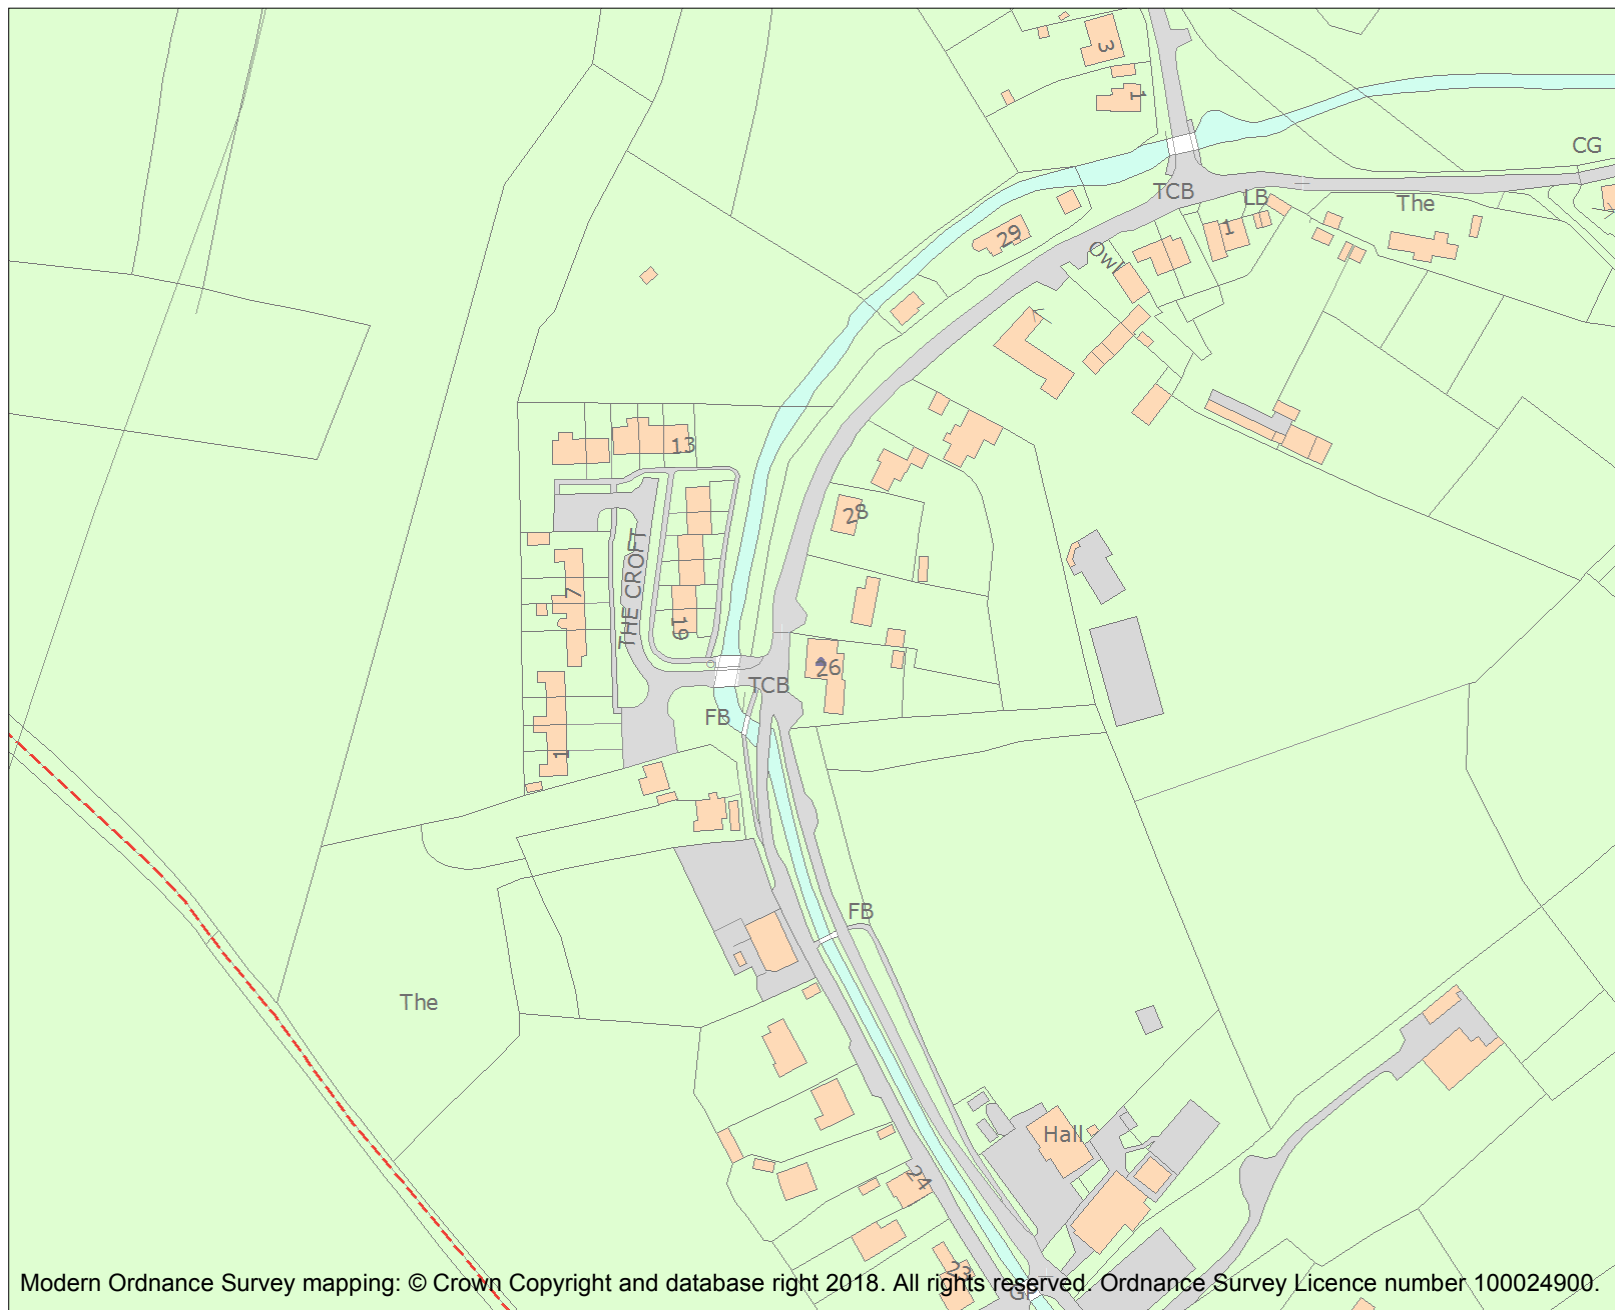 3
1
CG
TCB
LB
The
1
29
Owl
13
28
THE CROFT
7
19
26
TCB
FB
1
FB
The
Hall
24
23
GP
Modern Ordnance Survey mapping: © Crown Copyright and database right 2018. All rights reserved. Ordnance Survey Licence number 100024900.